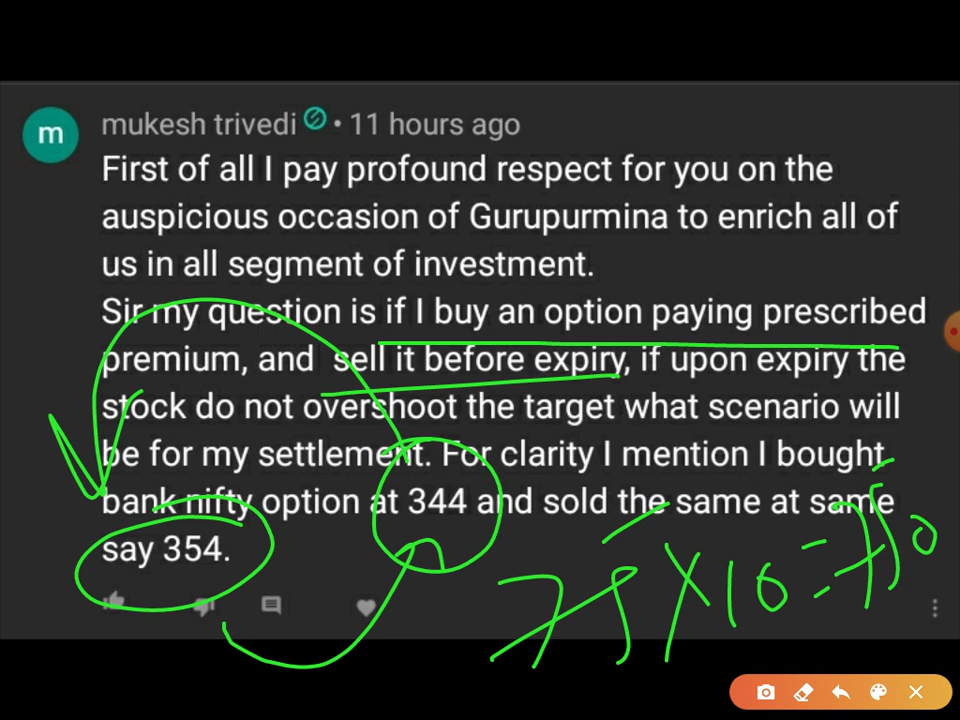 m
mukesh trivedi • 11 hours ago
First of all I pay profound respect for you on the
auspicious occasion of Gurupurmina to enrich all of
us in all segment of investment.
Sir my question is if I buy an option paying prescribed
premium, and sell it before expiry, if upon expiry the
stock do not overshoot the target what scenario will
be for my settlement. For clarity I mention I bought
bank nifty option at 344 and sold the same at same
say 354.
75 X 10 = 750